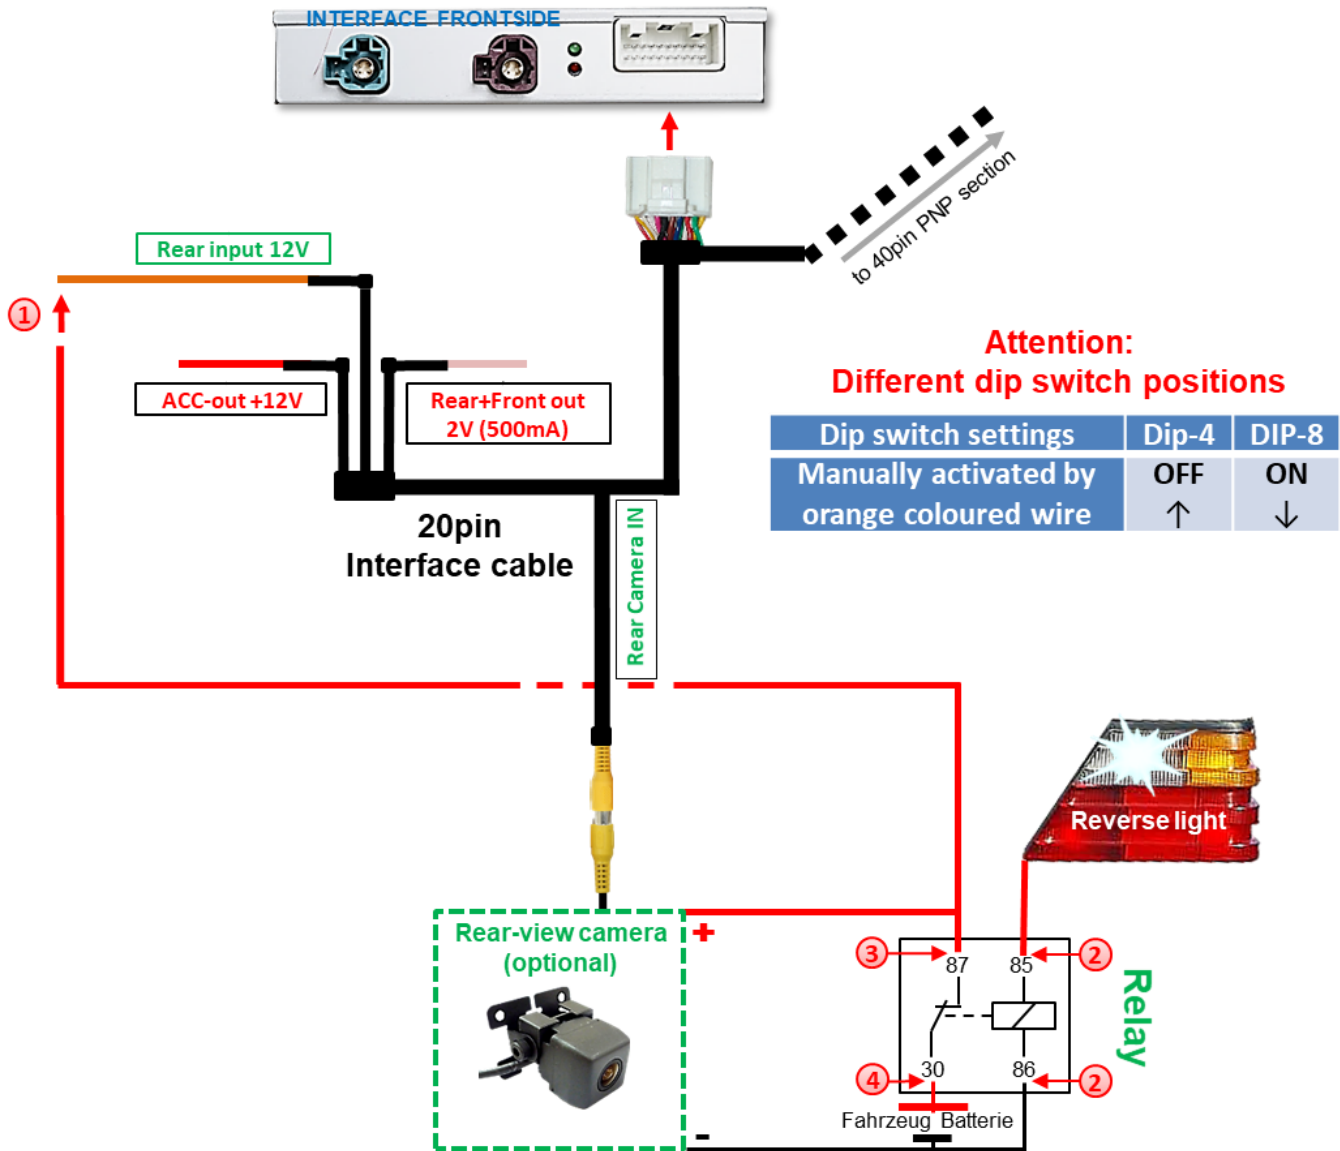 INTERFACE FRONTSIDE
to 40pin PNP section
Rear input 12V
1
ACC-out +12V
Rear+Front out
2V (500mA)
Attention:
Different dip switch positions
Dip switch settings Dip-4 DIP-8
Manually activated by
orange coloured wire
OFF
↑
ON
↓
20pin
Interface cable
Rear Camera IN
Reverse light
Rear-view camera
(optional)
+
-
3
87
85
2
Relay
4
30
86
2
Fahrzeug Batterie